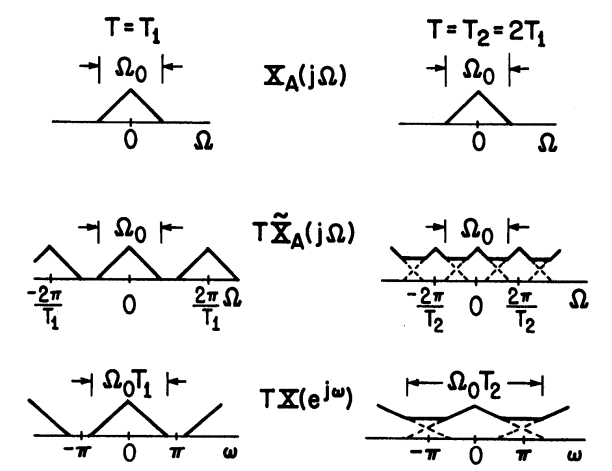 T = T₁
T = T₂ = 2T₁
Ω₀
X_A(jΩ)
Ω₀
0
Ω
0
Ω
Ω₀
TX̃_A(jΩ)
Ω₀
-2π/T₁
0
2π/T₁
Ω
-2π/T₂
0
2π/T₂
Ω
Ω₀T₁
TX(e^{jω})
Ω₀T₂
-π
0
π
ω
-π
0
π
ω